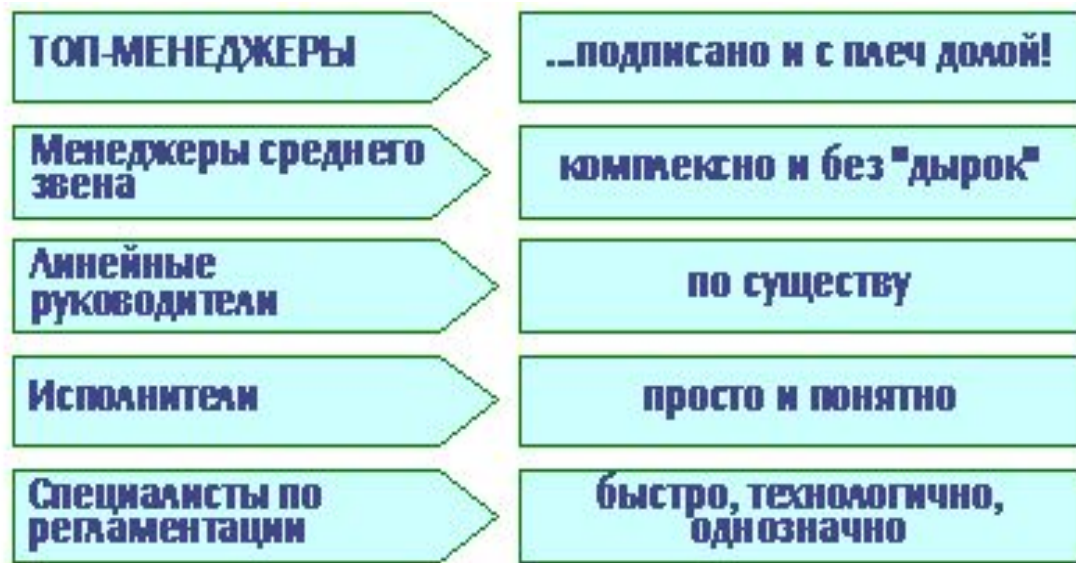 ТОП-МЕНЕДЖЕРЫ
...подписано и с плеч долой!
Менеджеры среднего
звена
комплексно и без "дырок"
Линейные
руководители
по существу
Исполнители
просто и понятно
Специалисты по
регламентации
быстро, технологично,
однозначно